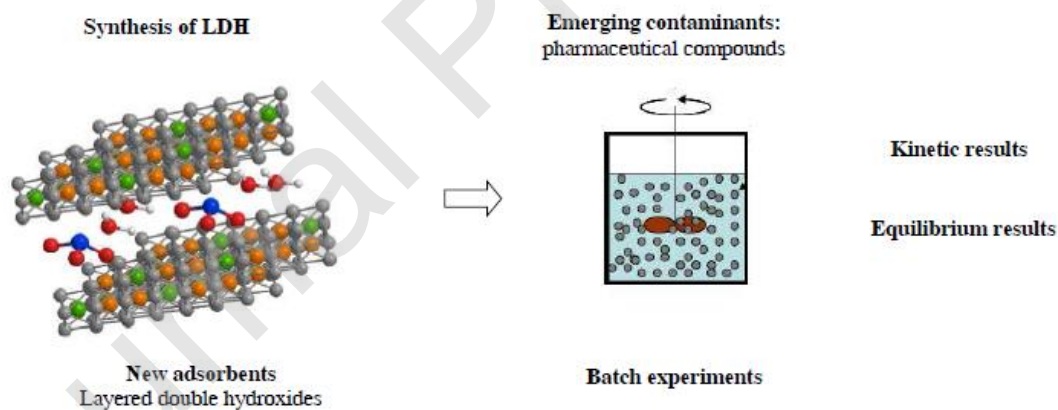 Synthesis of LDH
Emerging contaminants:
pharmaceutical compounds
Kinetic results
Equilibrium results
New adsorbents
Layered double hydroxides
Batch experiments